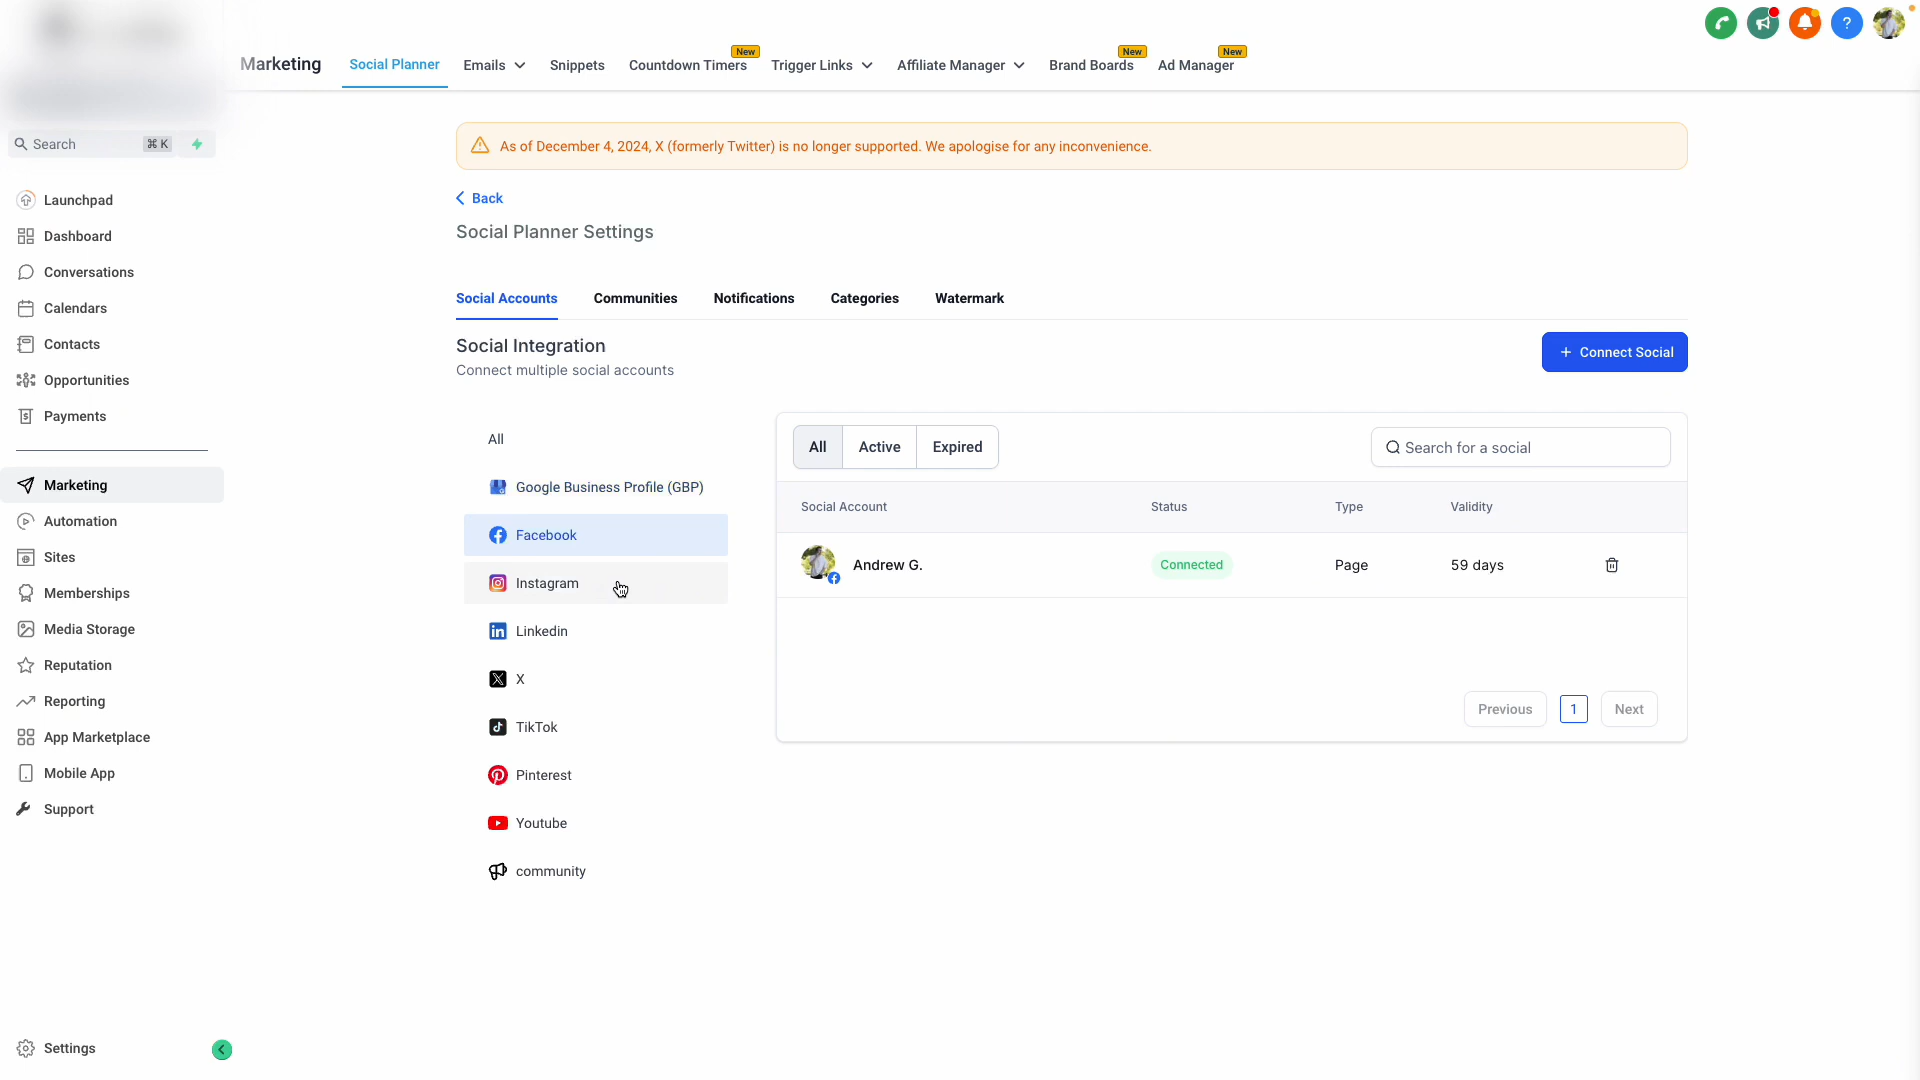 Marketing
Social Planner
Emails
Snippets
Countdown Timers
New
Trigger Links
Affiliate Manager
Brand Boards
New
Ad Manager
New
?
Search
⌘ K
Launchpad
Dashboard
Conversations
Calendars
Contacts
Opportunities
Payments
Marketing
Automation
Sites
Memberships
Media Storage
Reputation
Reporting
App Marketplace
Mobile App
Support
Settings
As of December 4, 2024, X (formerly Twitter) is no longer supported. We apologise for any inconvenience.
Back
Social Planner Settings
Social Accounts
Communities
Notifications
Categories
Watermark
Social Integration
Connect multiple social accounts
+ Connect Social
All
Google Business Profile (GBP)
Facebook
Instagram
Linkedin
X
TikTok
Pinterest
Youtube
community
All
Active
Expired
Search for a social
Social Account
Status
Type
Validity
Andrew G.
Connected
Page
59 days
Previous
1
Next